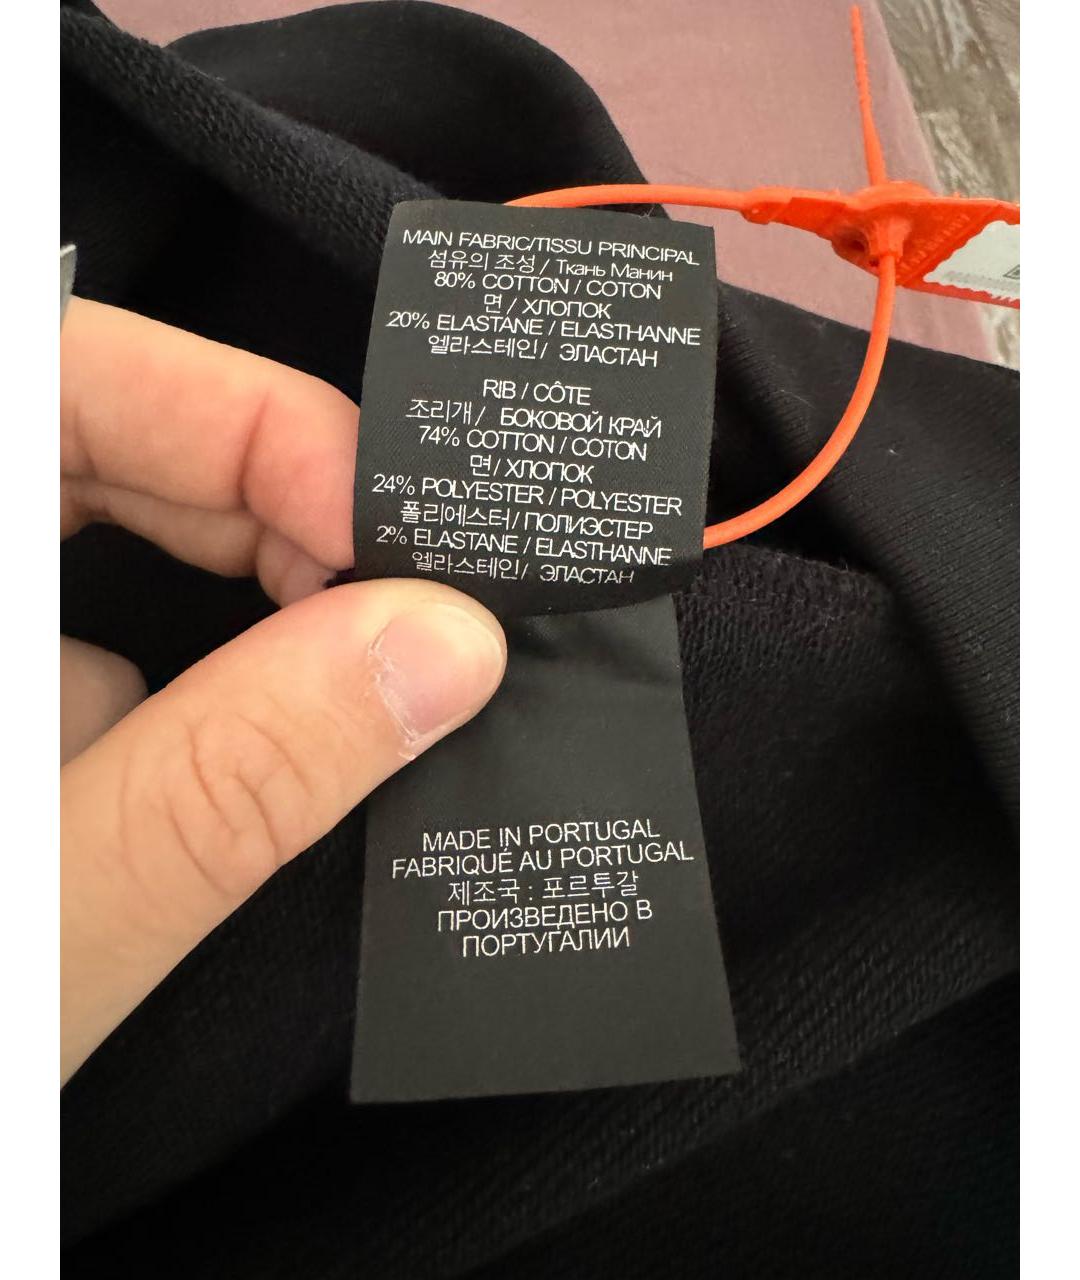 MAIN FABRIC/TISSU PRINCIPAL
섬유의 조성 / Ткань Манин
80% COTTON / COTON
면 / ХЛОПОК
20% ELASTANE / ELASTHANNE
엘라스테인/ ЭЛАСТАН
RIB / CÔTE
조리개 / БОКОВОЙ КРАЙ
74% COTTON / COTON
면 / ХЛОПОК
24% POLYESTER / POLYESTER
폴리에스터/ ПОЛИЭСТЕР
2% ELASTANE / ELASTHANNE
엘라스테인/ ЭЛАСТАН
MADE IN PORTUGAL
FABRIQUÉ AU PORTUGAL
제조국 : 포르투갈
ПРОИЗВЕДЕНО В
ПОРТУГАЛИИ